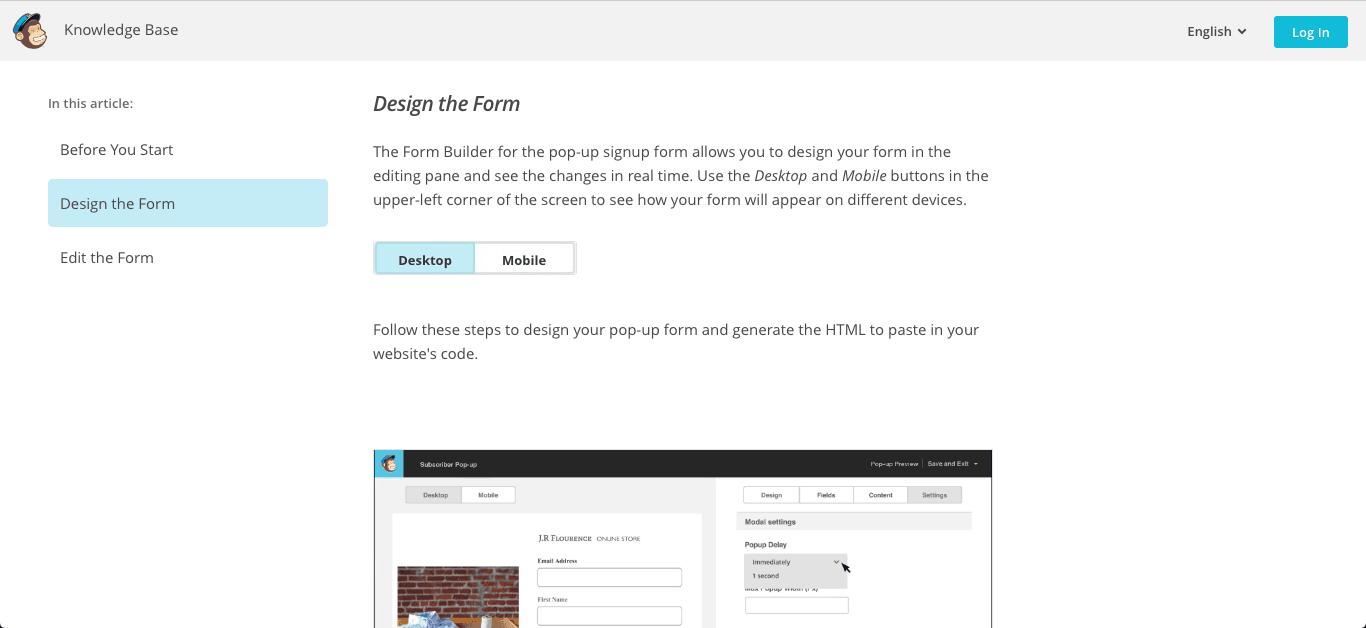 Knowledge Base
English
Log In
In this article:
Before You Start
Design the Form
Edit the Form
Design the Form
The Form Builder for the pop-up signup form allows you to design your form in the
editing pane and see the changes in real time. Use the Desktop and Mobile buttons in the
upper-left corner of the screen to see how your form will appear on different devices.
Desktop
Mobile
Follow these steps to design your pop-up form and generate the HTML to paste in your
website's code.
Subscriber Pop-up
Pop-up Preview
Save and Exit
Desktop
Mobile
Design
Fields
Content
Settings
J.R Flourence ONLINE STORE
Email Address
First Name
Modal settings
Popup Delay
Immediately
1 second
Max Popup Width (Px)